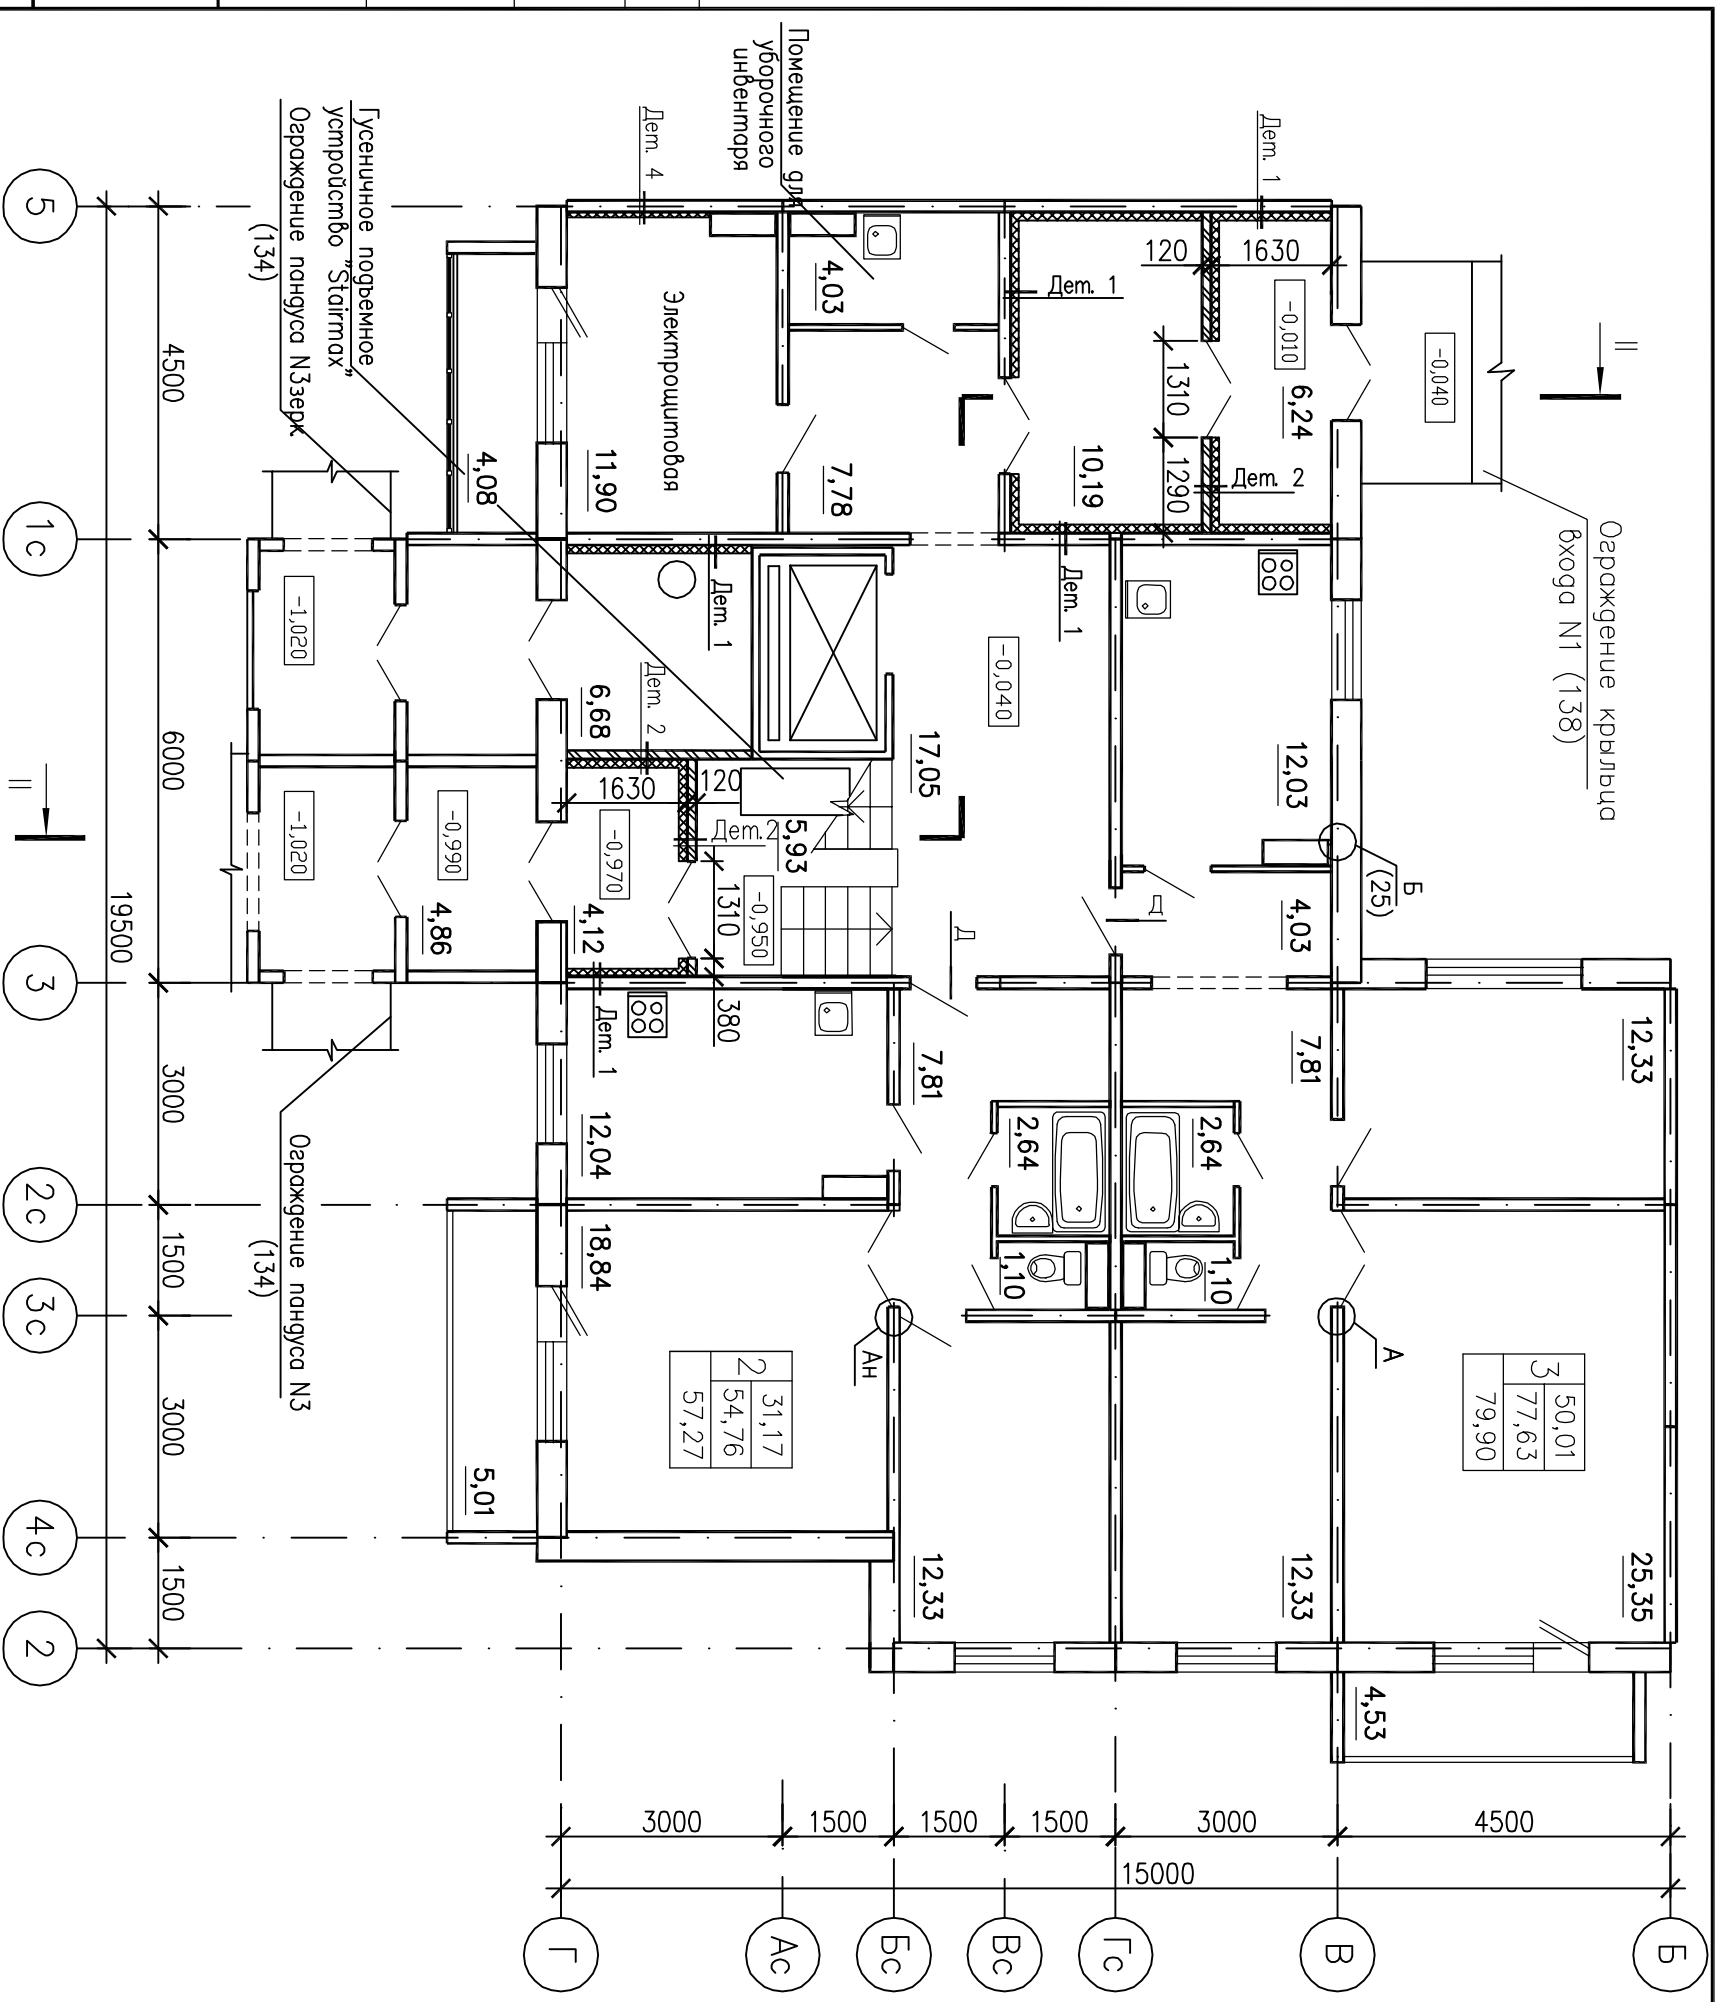 Помещение для
уборочного
инвентаря
Гусеничное подъемное
устройство „Stairmax”
Ограждение пандуса N3зерк
(134)
Дет. 4
Дет. 1
Ограждение крыльца
входа N1 (138)
II
-0,040
120
1630
-0,010
6,24
4,03
Дет. 1
1310
1290
Дет. 2
10,19
Электрощитовая
11,90
7,78
4,08
5
1с
3
2с
3с
4с
2
4500
6000
3000
1500
3000
1500
19500
-1,020
-1,020
-0,990
-0,970
-0,950
-0,040
Дет. 1
Дет. 1
Дет. 2
6,68
17,05
12,03
1630
120
Дет.2
5,93
1310
380
4,12
4,86
Б
(25)
4,03
Д
Д
II
Дет. 1
7,81
7,81
12,33
12,04
2,64
2,64
1,10
1,10
18,84
Ан
А
2
31,17
54,76
57,27
3
50,01
77,63
79,90
Ограждение пандуса N3
(134)
5,01
12,33
12,33
25,35
4,53
3000
1500
1500
1500
3000
4500
15000
Г
Ас
Бс
Вс
Гс
В
Б